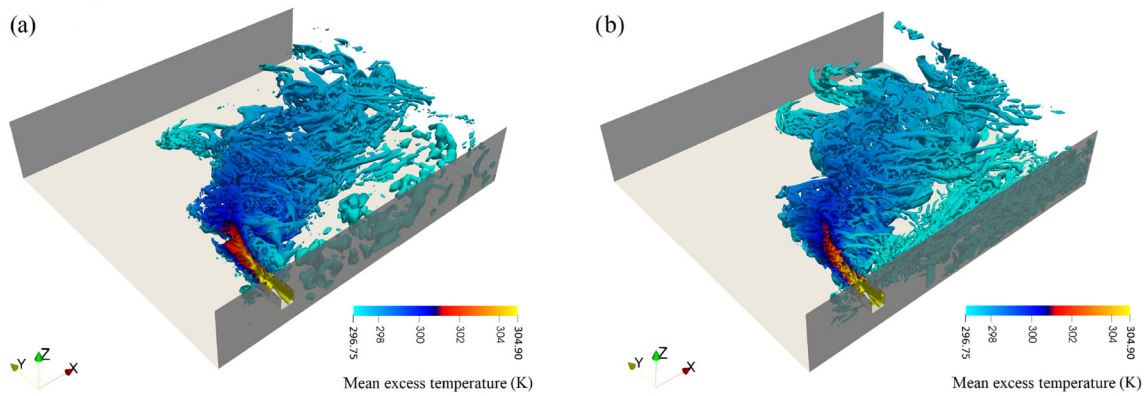 (a)
(b)
296.75
298
300
302
304
304.90
Mean excess temperature (K)
Y Z X
296.75
298
300
302
304
304.90
Mean excess temperature (K)
Y Z X